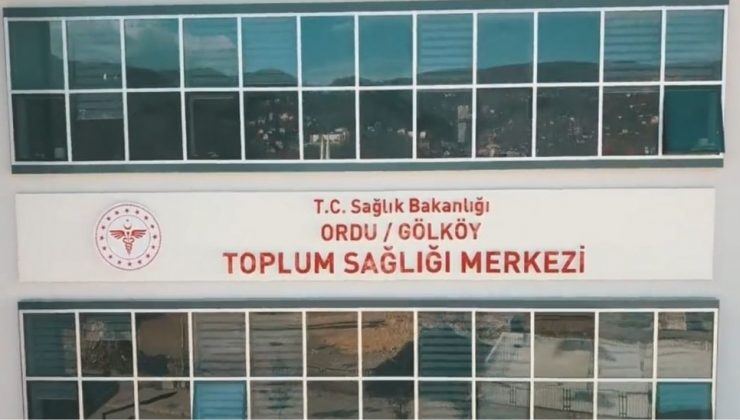 T.C. Sağlık Bakanlığı
ORDU / GÖLKÖY
TOPLUM SAĞLIĞI MERKEZİ